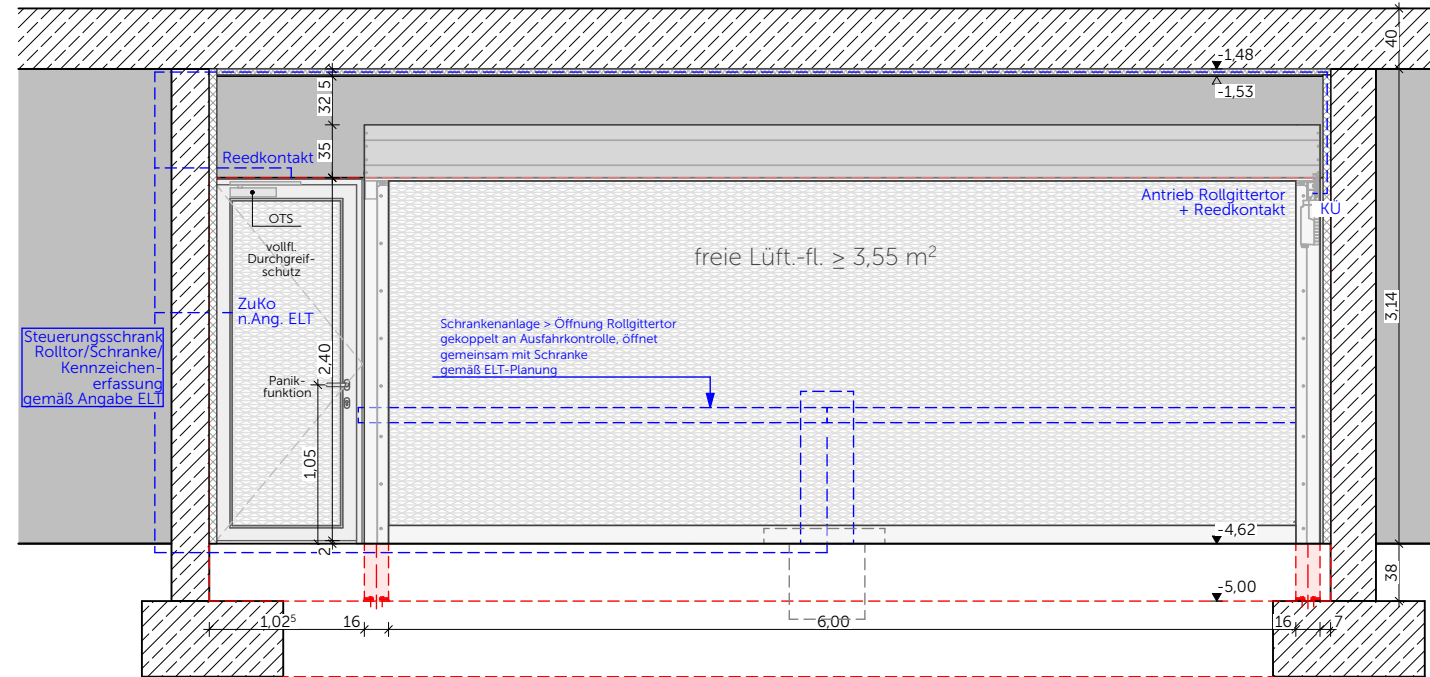 40
-1,48
-1,53
5
32
35
Reedkontakt
Antrieb Rollgittertor
+ Reedkontakt
KÜ
OTS
vollfl.
Durchgreif-
schutz
freie Lüft.-fl. ≥ 3,55 m²
ZuKo
n.Ang. ELT
3,14
Steuerungsschrank
Rolltor/Schranke/
Kennzeichen-
erfassung
gemäß Angabe ELT
Schrankenanlage > Öffnung Rollgittertor
gekoppelt an Ausfahrkontrolle, öffnet
gemeinsam mit Schranke
gemäß ELT-Planung
2,40
Panik-
funktion
1,05
2
-4,62
38
-5,00
1,02⁵
16
6,00
16
7